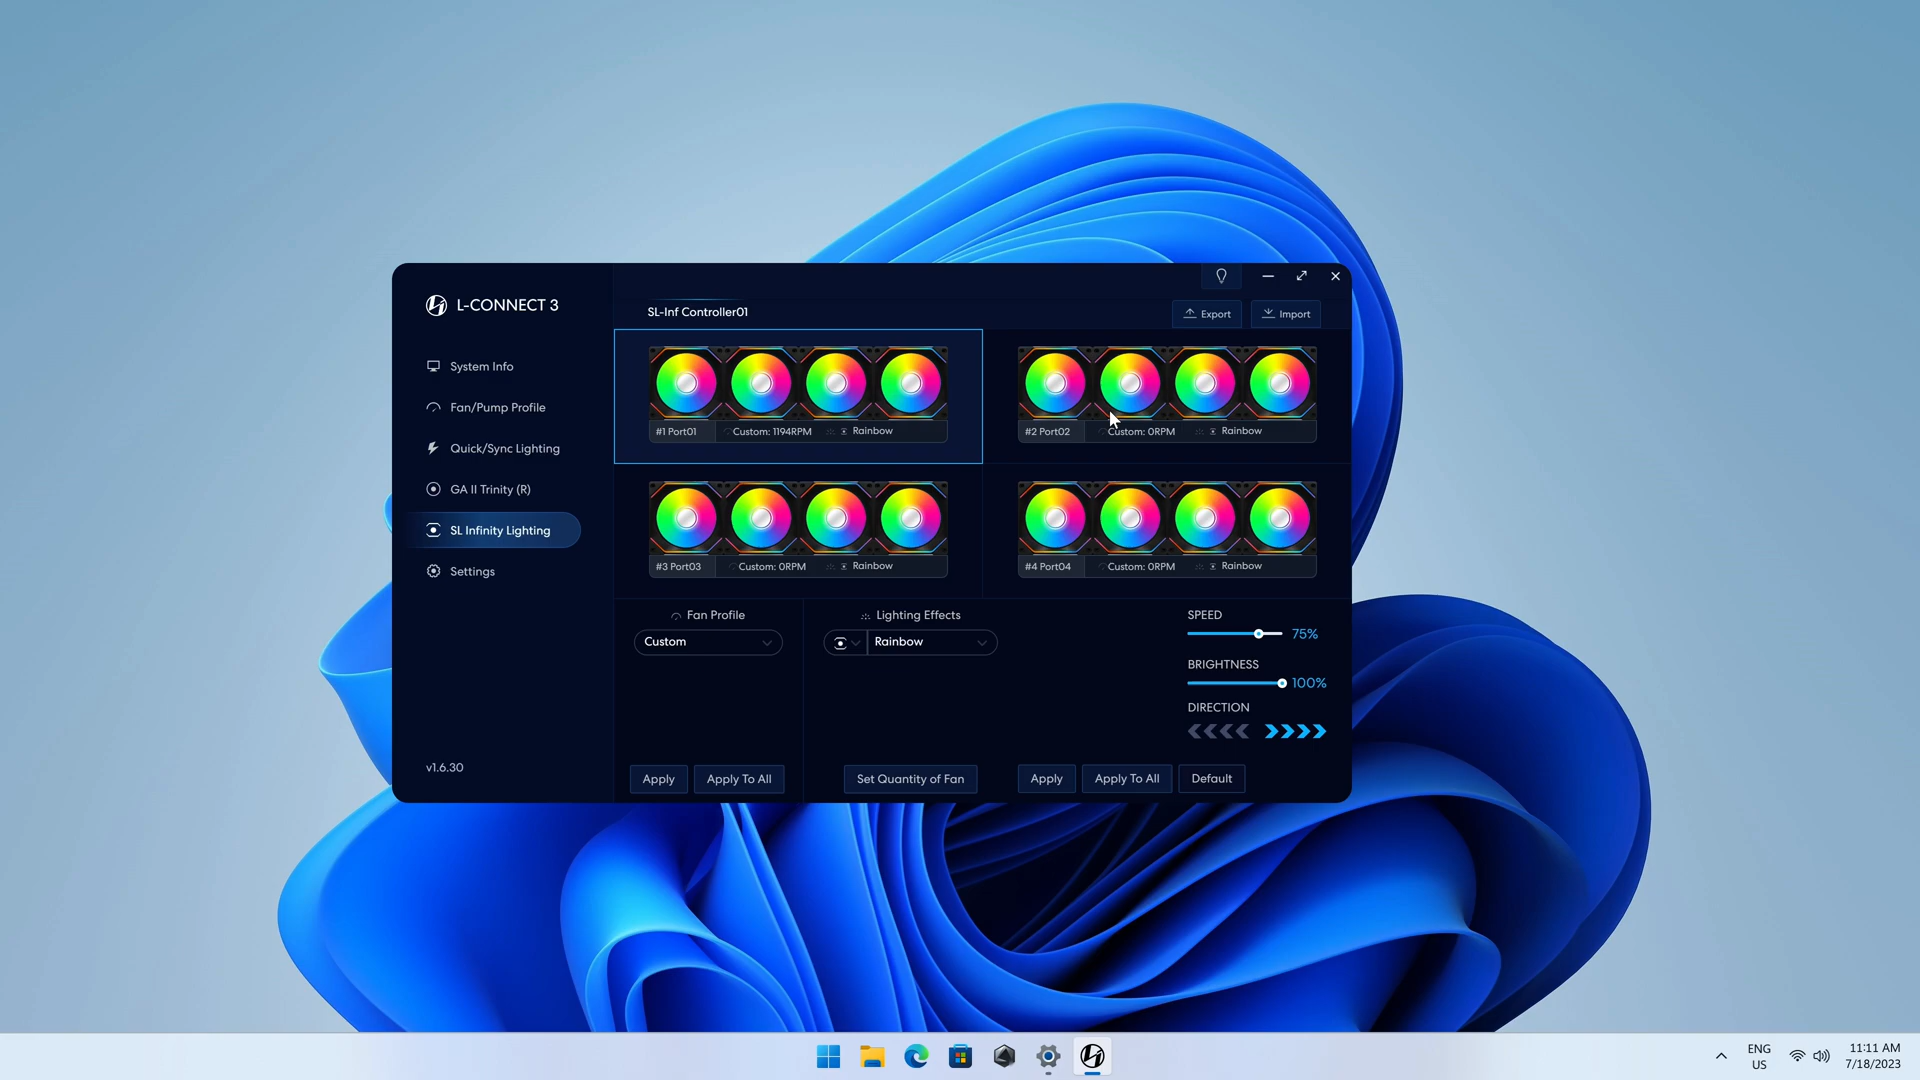 L-CONNECT 3
SL-Inf Controller01
Export
Import
System Info
Fan/Pump Profile
Quick/Sync Lighting
GA II Trinity (R)
SL Infinity Lighting
Settings
v1.6.30
#1 Port01 Custom: 1194RPM Rainbow
#2 Port02 Custom: 0RPM Rainbow
#3 Port03 Custom: 0RPM Rainbow
#4 Port04 Custom: 0RPM Rainbow
Fan Profile
Custom
Apply Apply To All
Lighting Effects
Rainbow
Set Quantity of Fan
SPEED
75%
BRIGHTNESS
100%
DIRECTION
Apply Apply To All Default
ENG
US
11:11 AM
7/18/2023